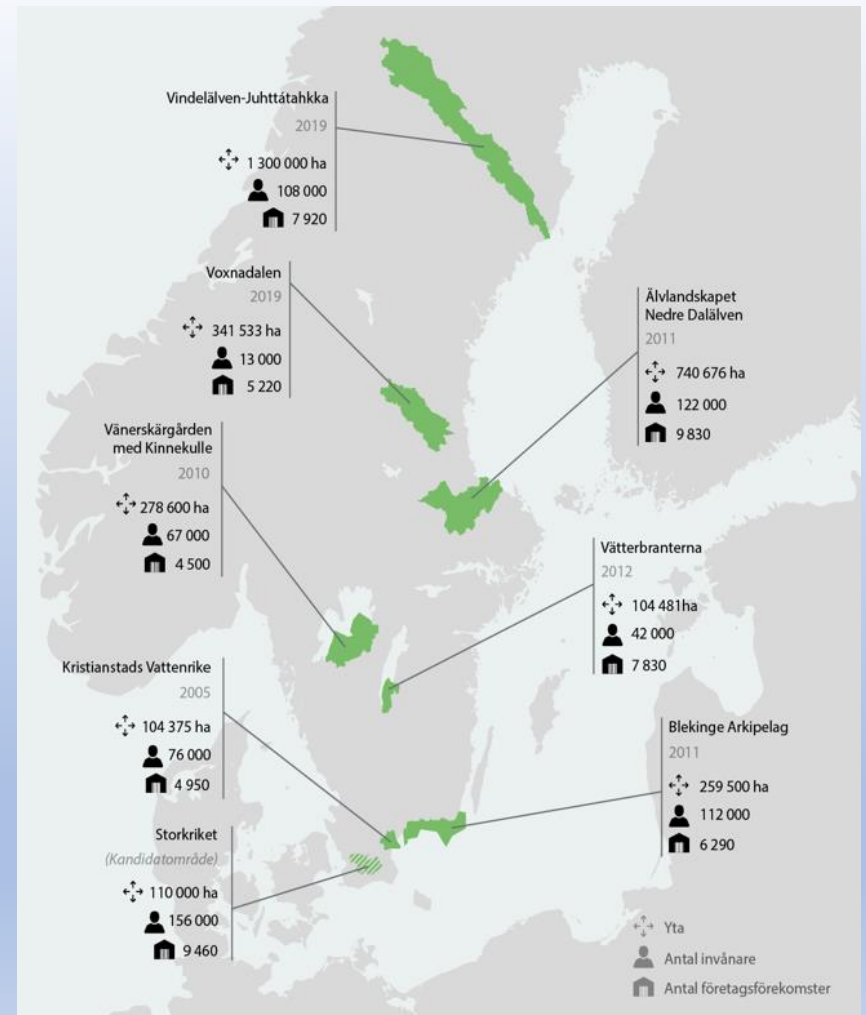 Vindelälven-Juhttátahkka
2019
1 300 000 ha
108 000
7 920
Voxnadalen
2019
341 533 ha
13 000
5 220
Älvlandskapet
Nedre Dalälven
2011
740 676 ha
122 000
9 830
Vänerskärgården
med Kinnekulle
2010
278 600 ha
67 000
4 500
Vätterbranterna
2012
104 481ha
42 000
7 830
Kristianstads Vattenrike
2005
104 375 ha
76 000
4 950
Blekinge Arkipelag
2011
259 500 ha
112 000
6 290
Storkriket
(Kandidatområde)
110 000 ha
156 000
9 460
Yta
Antal invånare
Antal företagsförekomster